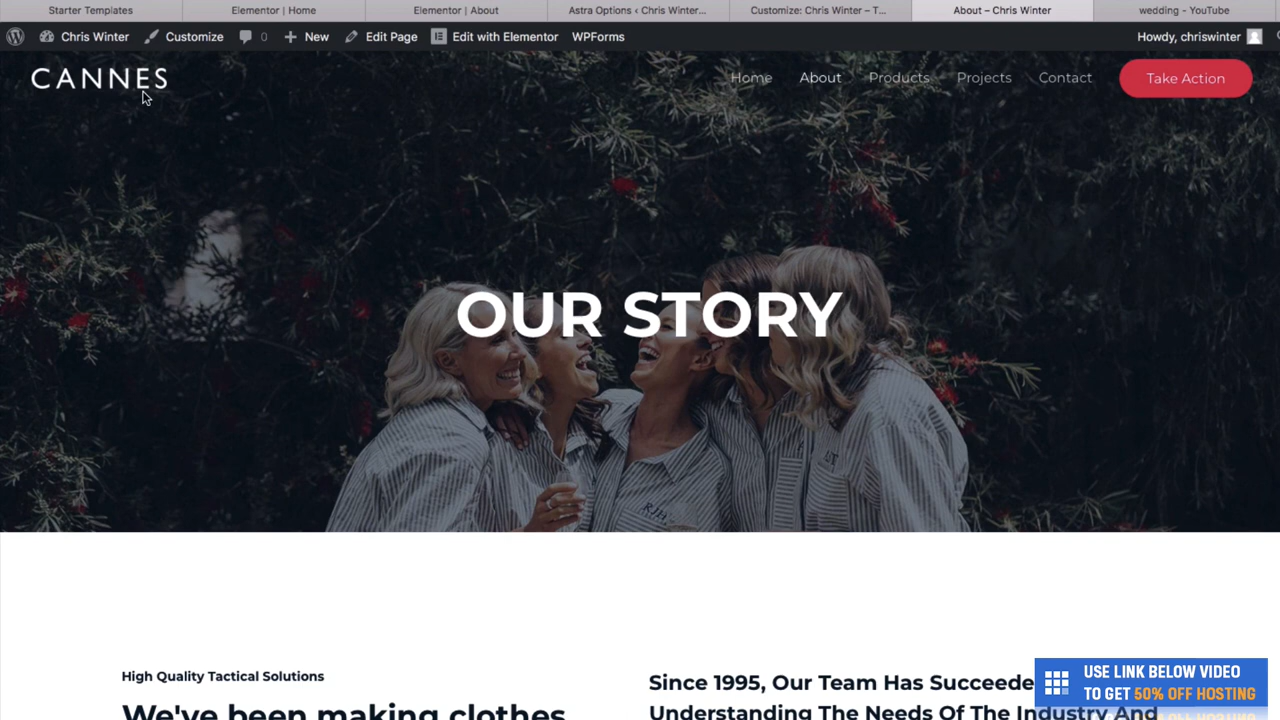 Starter Templates
Elementor | Home
Elementor | About
Astra Options ‹ Chris Winter...
Customize: Chris Winter – T...
About – Chris Winter
wedding - YouTube
Chris Winter
Customize
0
New
Edit Page
Edit with Elementor
WPForms
Howdy, chriswinter
CANNES
Home
About
Products
Projects
Contact
Take Action
OUR STORY
RJH
High Quality Tactical Solutions
We've been making clothes
Since 1995, Our Team Has Succeede
Understanding The Needs Of The Industry And
USE LINK BELOW VIDEO
TO GET 50% OFF HOSTING